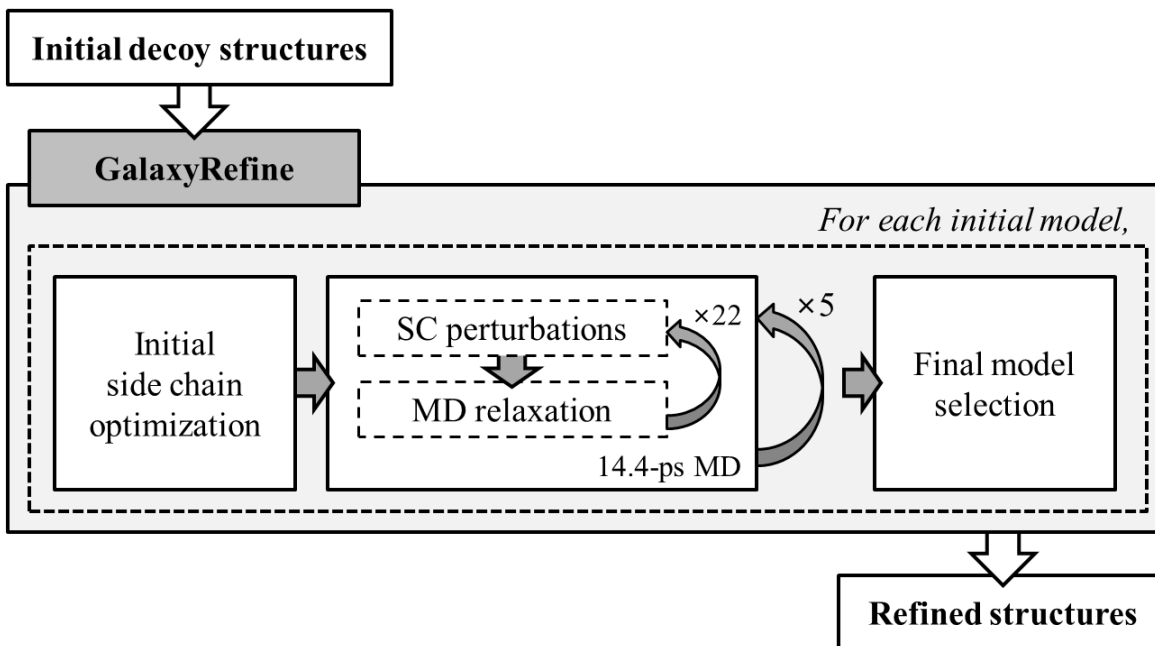 Initial decoy structures
GalaxyRefine
For each initial model,
Initial
side chain
optimization
SC perturbations
MD relaxation
×22
14.4-ps MD
×5
Final model
selection
Refined structures